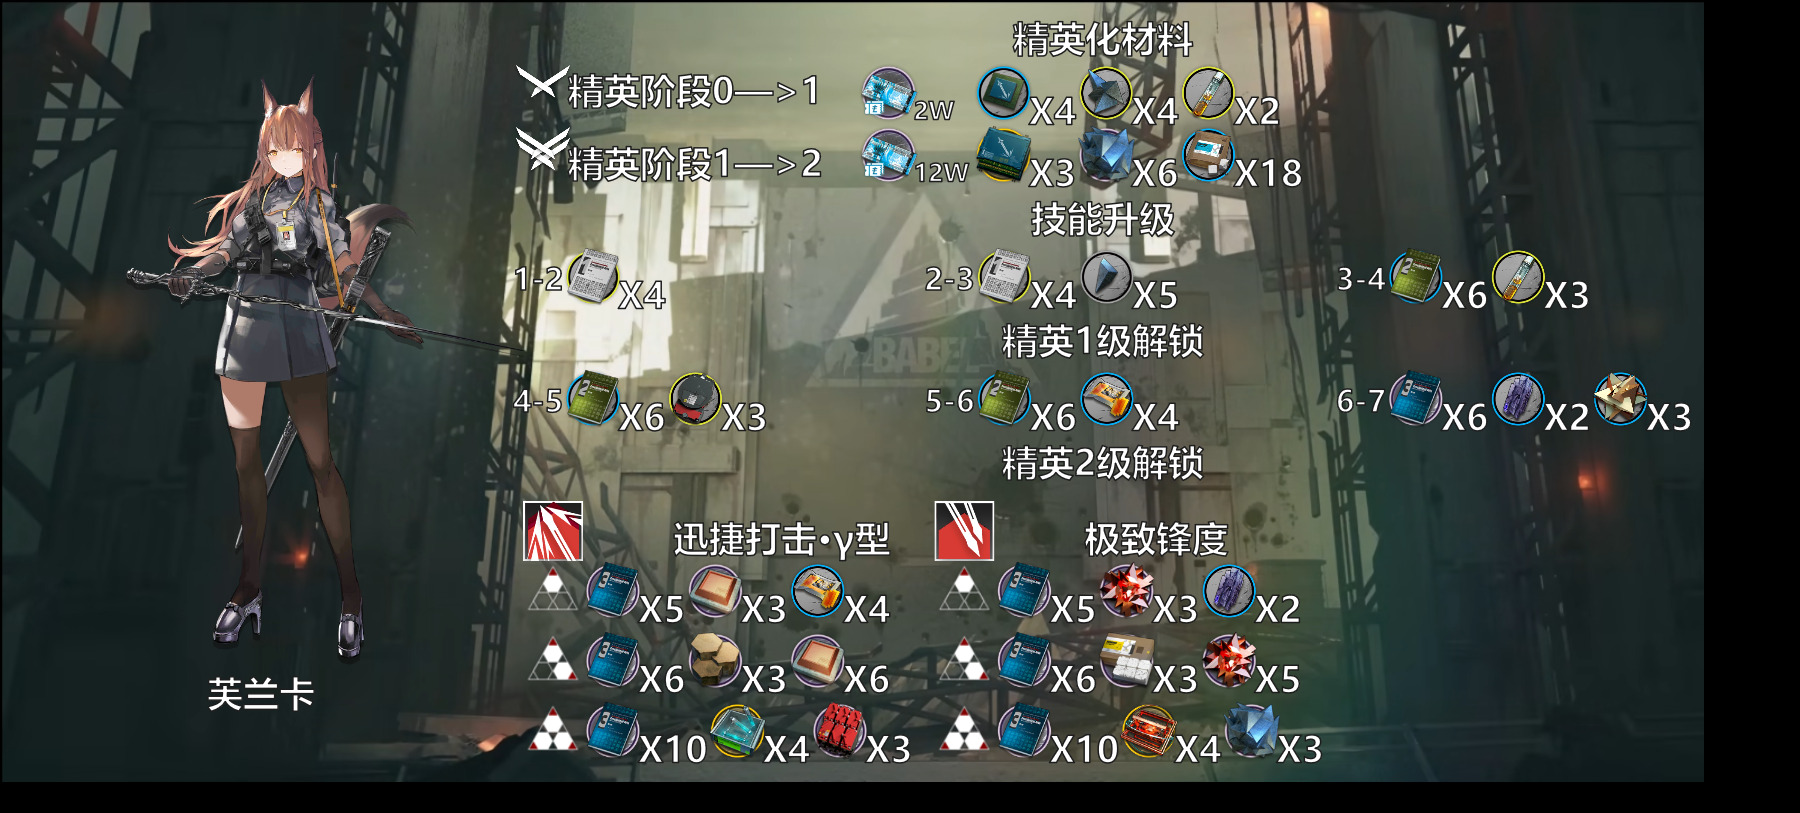 精英化材料
精英阶段0—>1 2W X4 X4 X2
精英阶段1—>2 12W X3 X6 X18
技能升级
1-2 X4 2-3 X4 X5 3-4 X6 X3
精英1级解锁
BABEL
4-5 X6 X3 5-6 X6 X4 6-7 X6 X2 X3
精英2级解锁
迅捷打击·γ型 极致锋度
X5 X3 X4 X5 X3 X2
X6 X3 X6 X6 X3 X5
芙兰卡
X10 X4 X3 X10 X4 X3